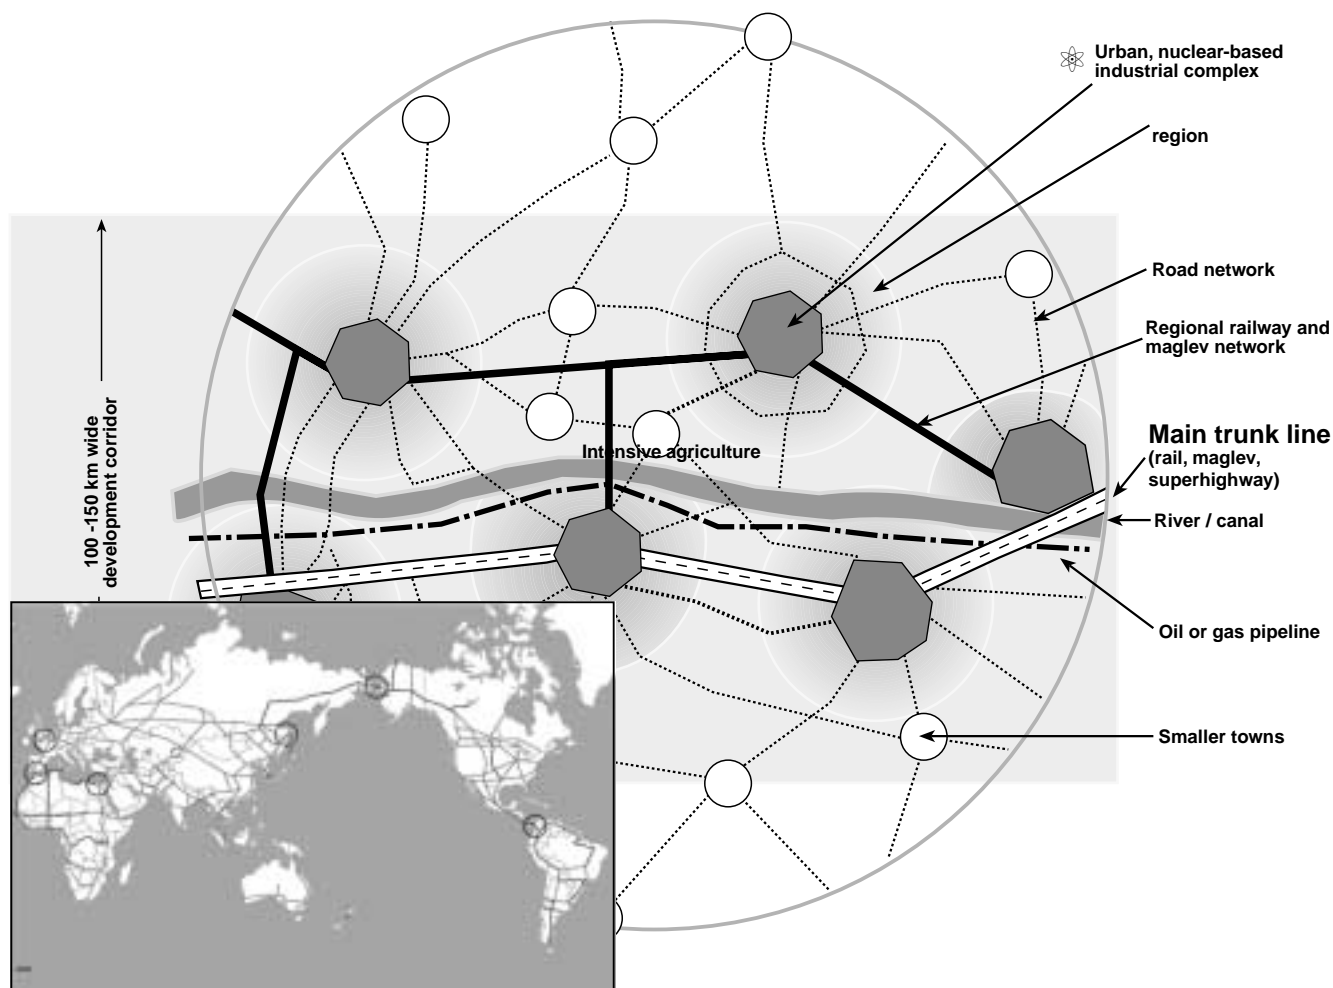 Urban, nuclear-based
industrial complex
region
Road network
Regional railway and
maglev network
Main trunk line
(rail, maglev,
superhighway)
River / canal
Oil or gas pipeline
Smaller towns
Intensive agriculture
100 -150 km wide
development corridor